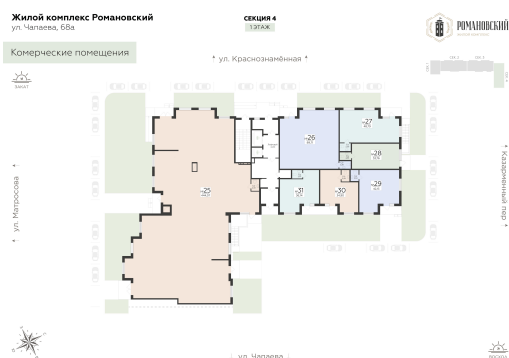 Жилой комплекс Романовский
ул. Чапаева, 68а
СЕКЦИЯ 4
1 ЭТАЖ
РОМАНОВСКИЙ
Комерческие помещения
ул. Краснознамённая
ЗАКАТ
ул. Матросова
Казарменный пер.
27
26
28
25
31
30
29
ул. Чапаева
ВОСХОД